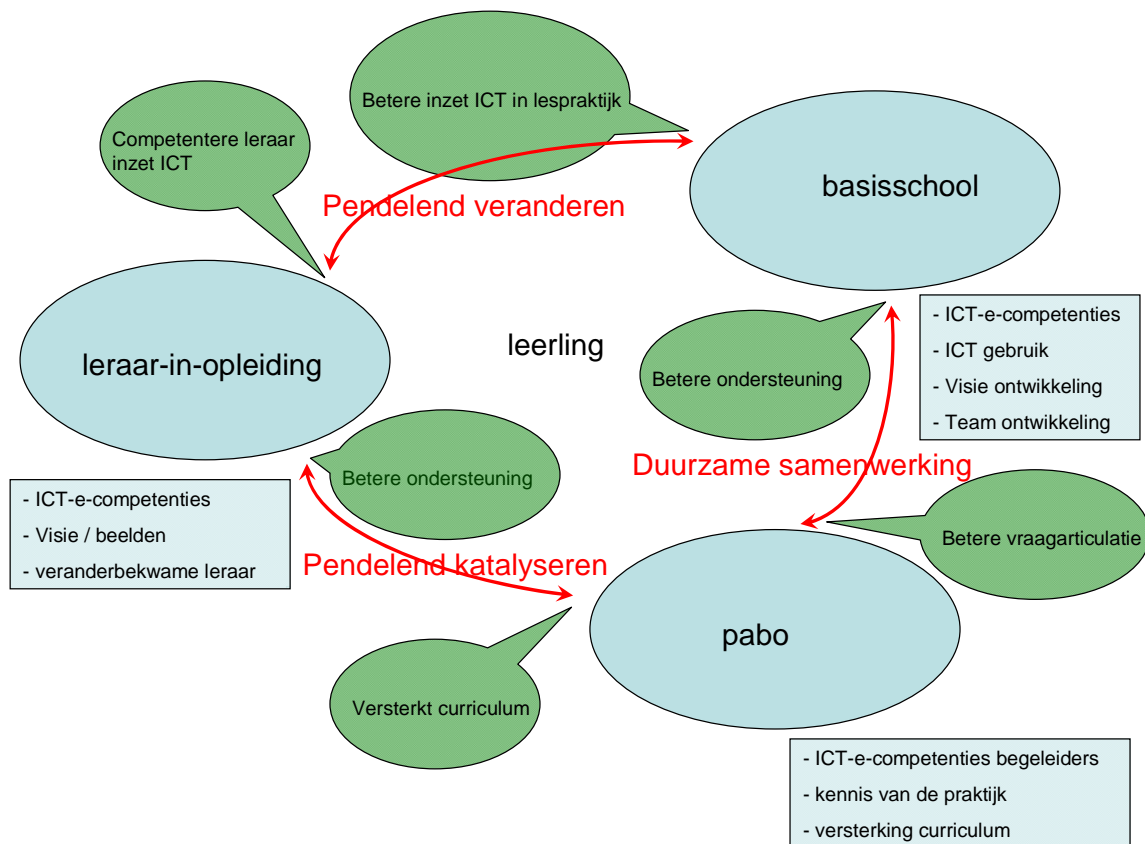 Betere inzet ICT in lespraktijk
Competentere leraar
inzet ICT
basisschool
Pendelend veranderen
- ICT-e-competenties
- ICT gebruik
- Visie ontwikkeling
- Team ontwikkeling
leerling
leraar-in-opleiding
Betere ondersteuning
Duurzame samenwerking
Betere ondersteuning
- ICT-e-competenties
- Visie / beelden
- veranderbekwame leraar
Betere vraagarticulatie
Pendelend katalyseren
pabo
Versterkt curriculum
- ICT-e-competenties begeleiders
- kennis van de praktijk
- versterking curriculum